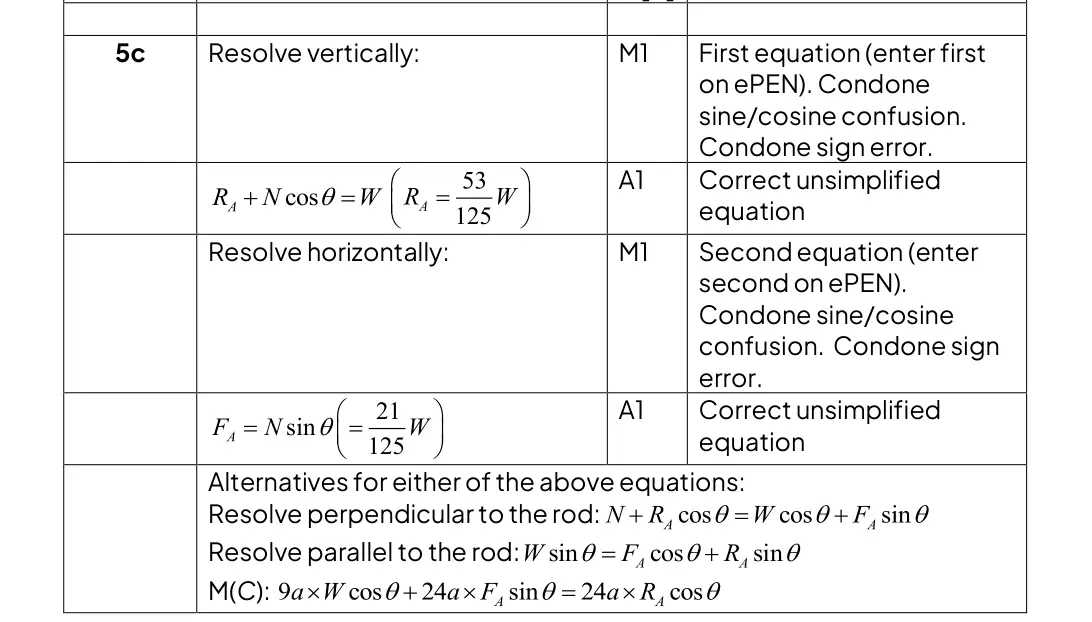 5c Resolve vertically: M1 First equation (enter first
on ePEN). Condone
sine/cosine confusion.
Condone sign error.
R_A + N cos θ = W ( R_A = 53/125 W ) A1 Correct unsimplified
equation
Resolve horizontally: M1 Second equation (enter
second on ePEN).
Condone sine/cosine
confusion. Condone sign
error.
F_A = N sin θ ( = 21/125 W ) A1 Correct unsimplified
equation
Alternatives for either of the above equations:
Resolve perpendicular to the rod: N + R_A cos θ = W cos θ + F_A sin θ
Resolve parallel to the rod: W sin θ = F_A cos θ + R_A sin θ
M(C): 9a × W cos θ + 24a × F_A sin θ = 24a × R_A cos θ